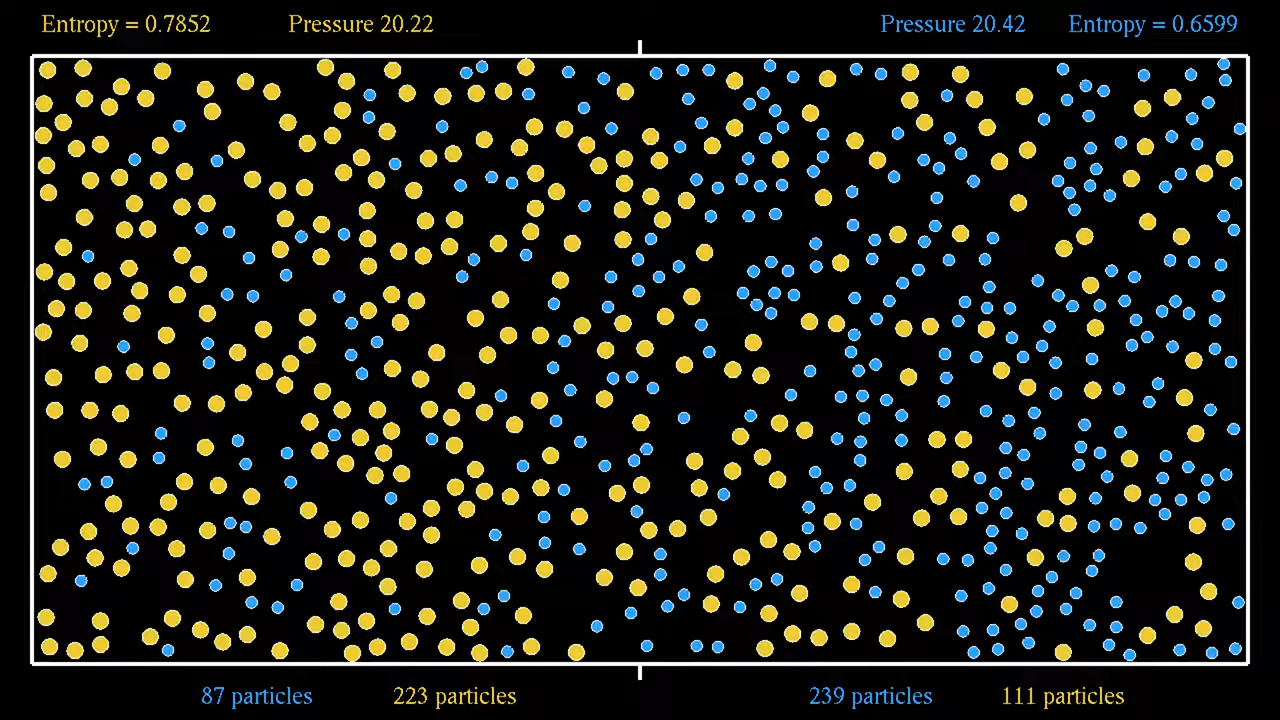 Entropy = 0.7852 Pressure 20.22 Pressure 20.42 Entropy = 0.6599
87 particles 223 particles 239 particles 111 particles